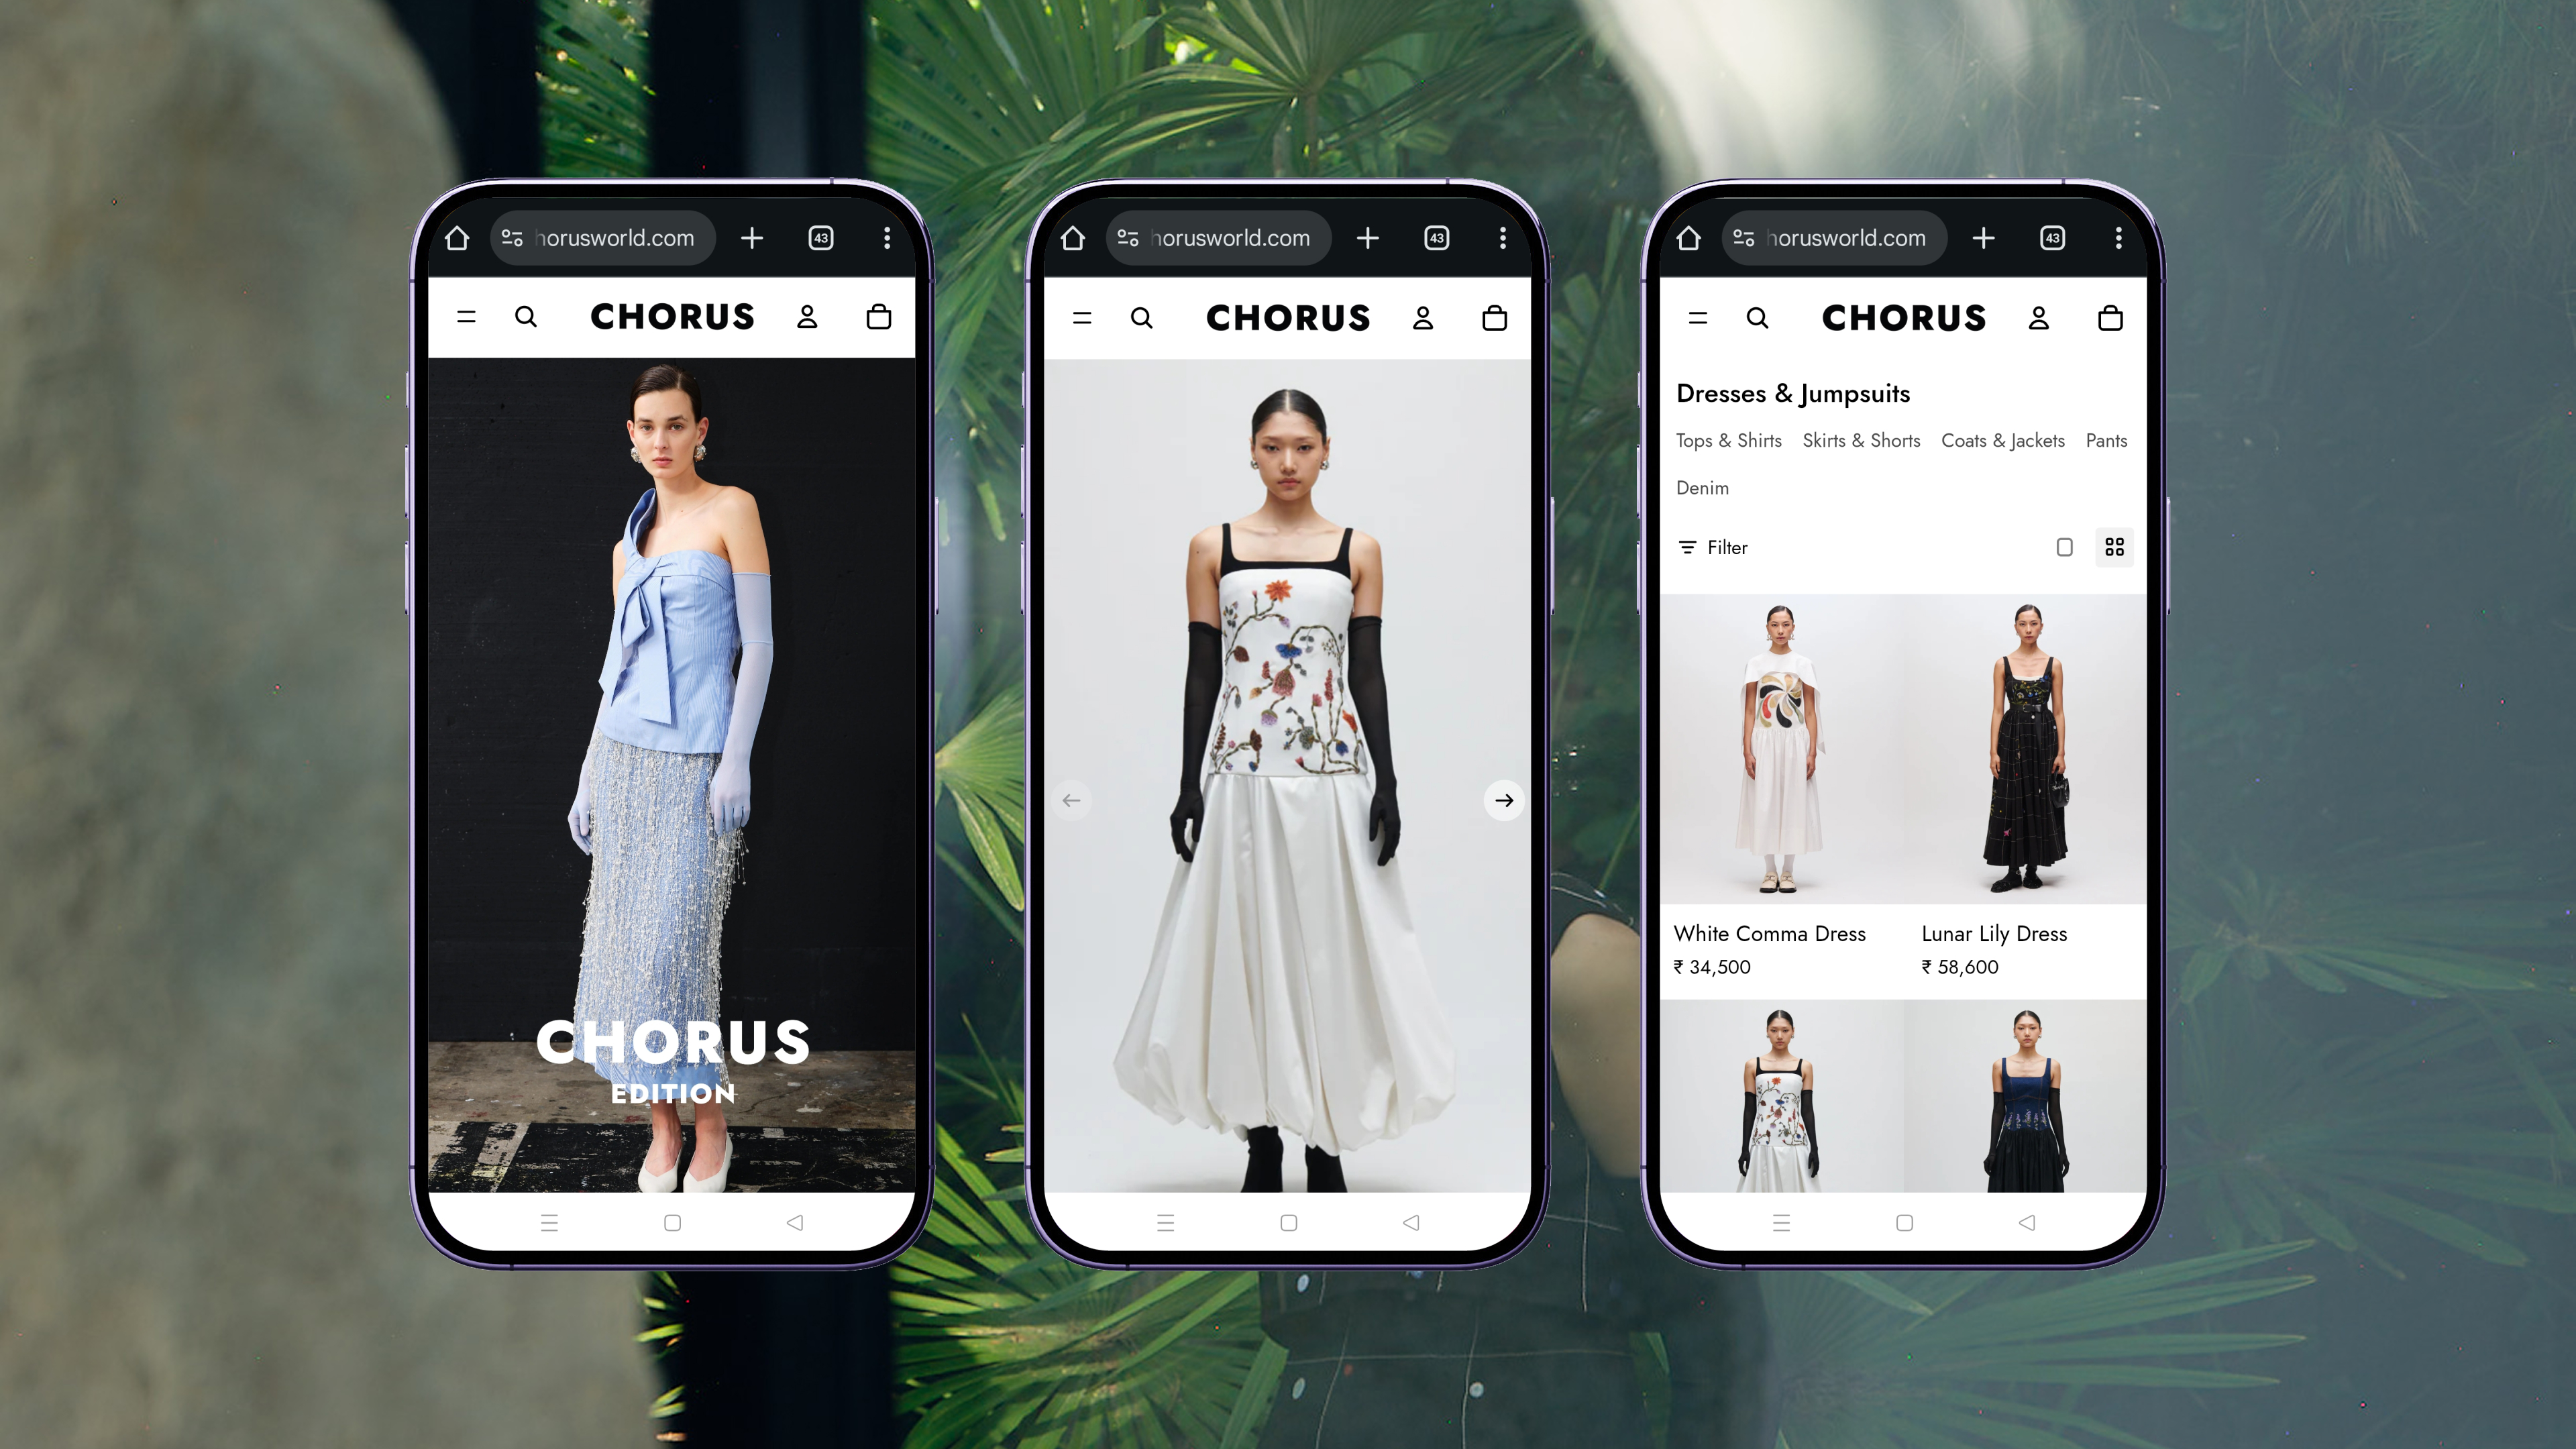 horusworld.com
43
CHORUS
CHORUS
EDITION
horusworld.com
43
CHORUS
horusworld.com
43
CHORUS
Dresses & Jumpsuits
Tops & Shirts Skirts & Shorts Coats & Jackets Pants
Denim
Filter
White Comma Dress Lunar Lily Dress
₹ 34,500 ₹ 58,600